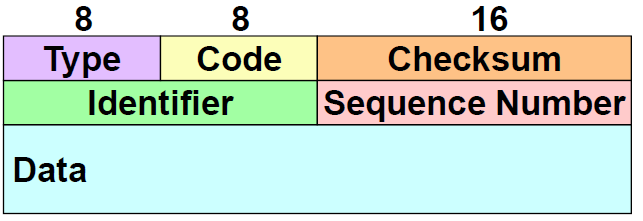 8 8 16
Type Code Checksum
Identifier Sequence Number
Data